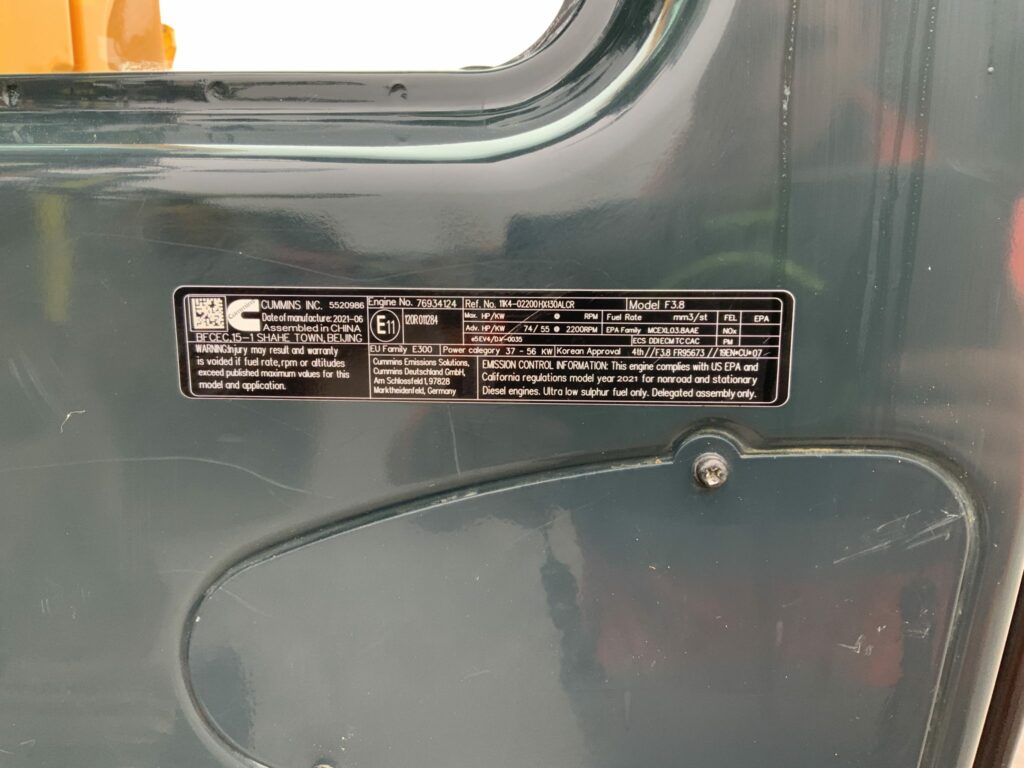 CUMMINS INC. 5520986
Date of manufacture: 2021-06
Assembled in CHINA
BFCEC, 15-1 SHAHE TOWN, BEIJING
WARNING:Injury may result and warranty
is voided if fuel rate,rpm or altitudes
exceed published maximum values for this
model and application.
CUMMINS
Engine No. 76934124
E11
120R 011284
EU Family E300
Power category 37 - 56 KW
Korean Approval 4th//F3.8 FR95673//19EN*CU*07
Cummins Emissions Solutions,
Cummins Deutschland GmbH,
Am Schlossfeld 1, 97828
Marktheidenfeld, Germany
Ref. No. 11K4-02200 HX130ALCR
Model F3.8
Max. HP/KW @ RPM
Fuel Rate mm3/st FEL EPA
Adv. HP/KW 74 / 55 @ 2200RPM
EPA Family MCEXL03.8AAE NOx
ECS DDI ECM TC CAC PM
EMISSION CONTROL INFORMATION: This engine complies with US EPA and
California regulations model year 2021 for nonroad and stationary
Diesel engines. Ultra low sulphur fuel only. Delegated assembly only.